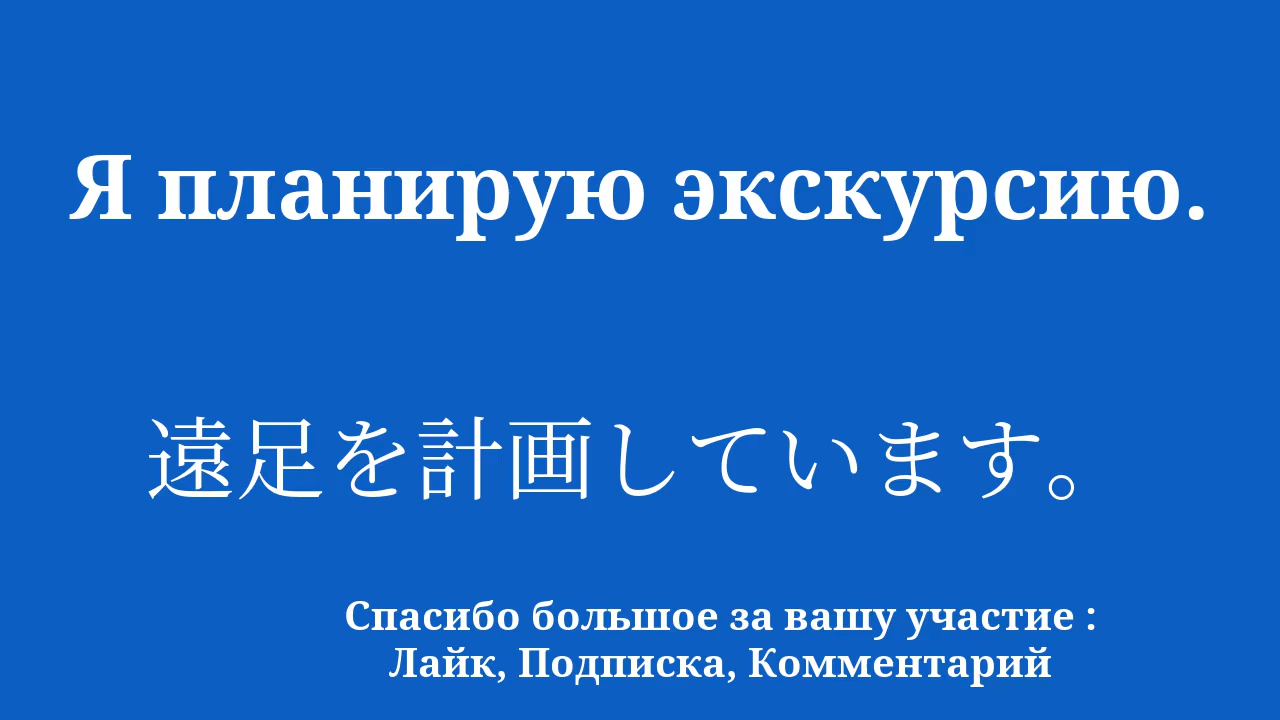 Я планирую экскурсию.
遠足を計画しています。
Спасибо большое за вашу участие :
Лайк, Подписка, Комментарий